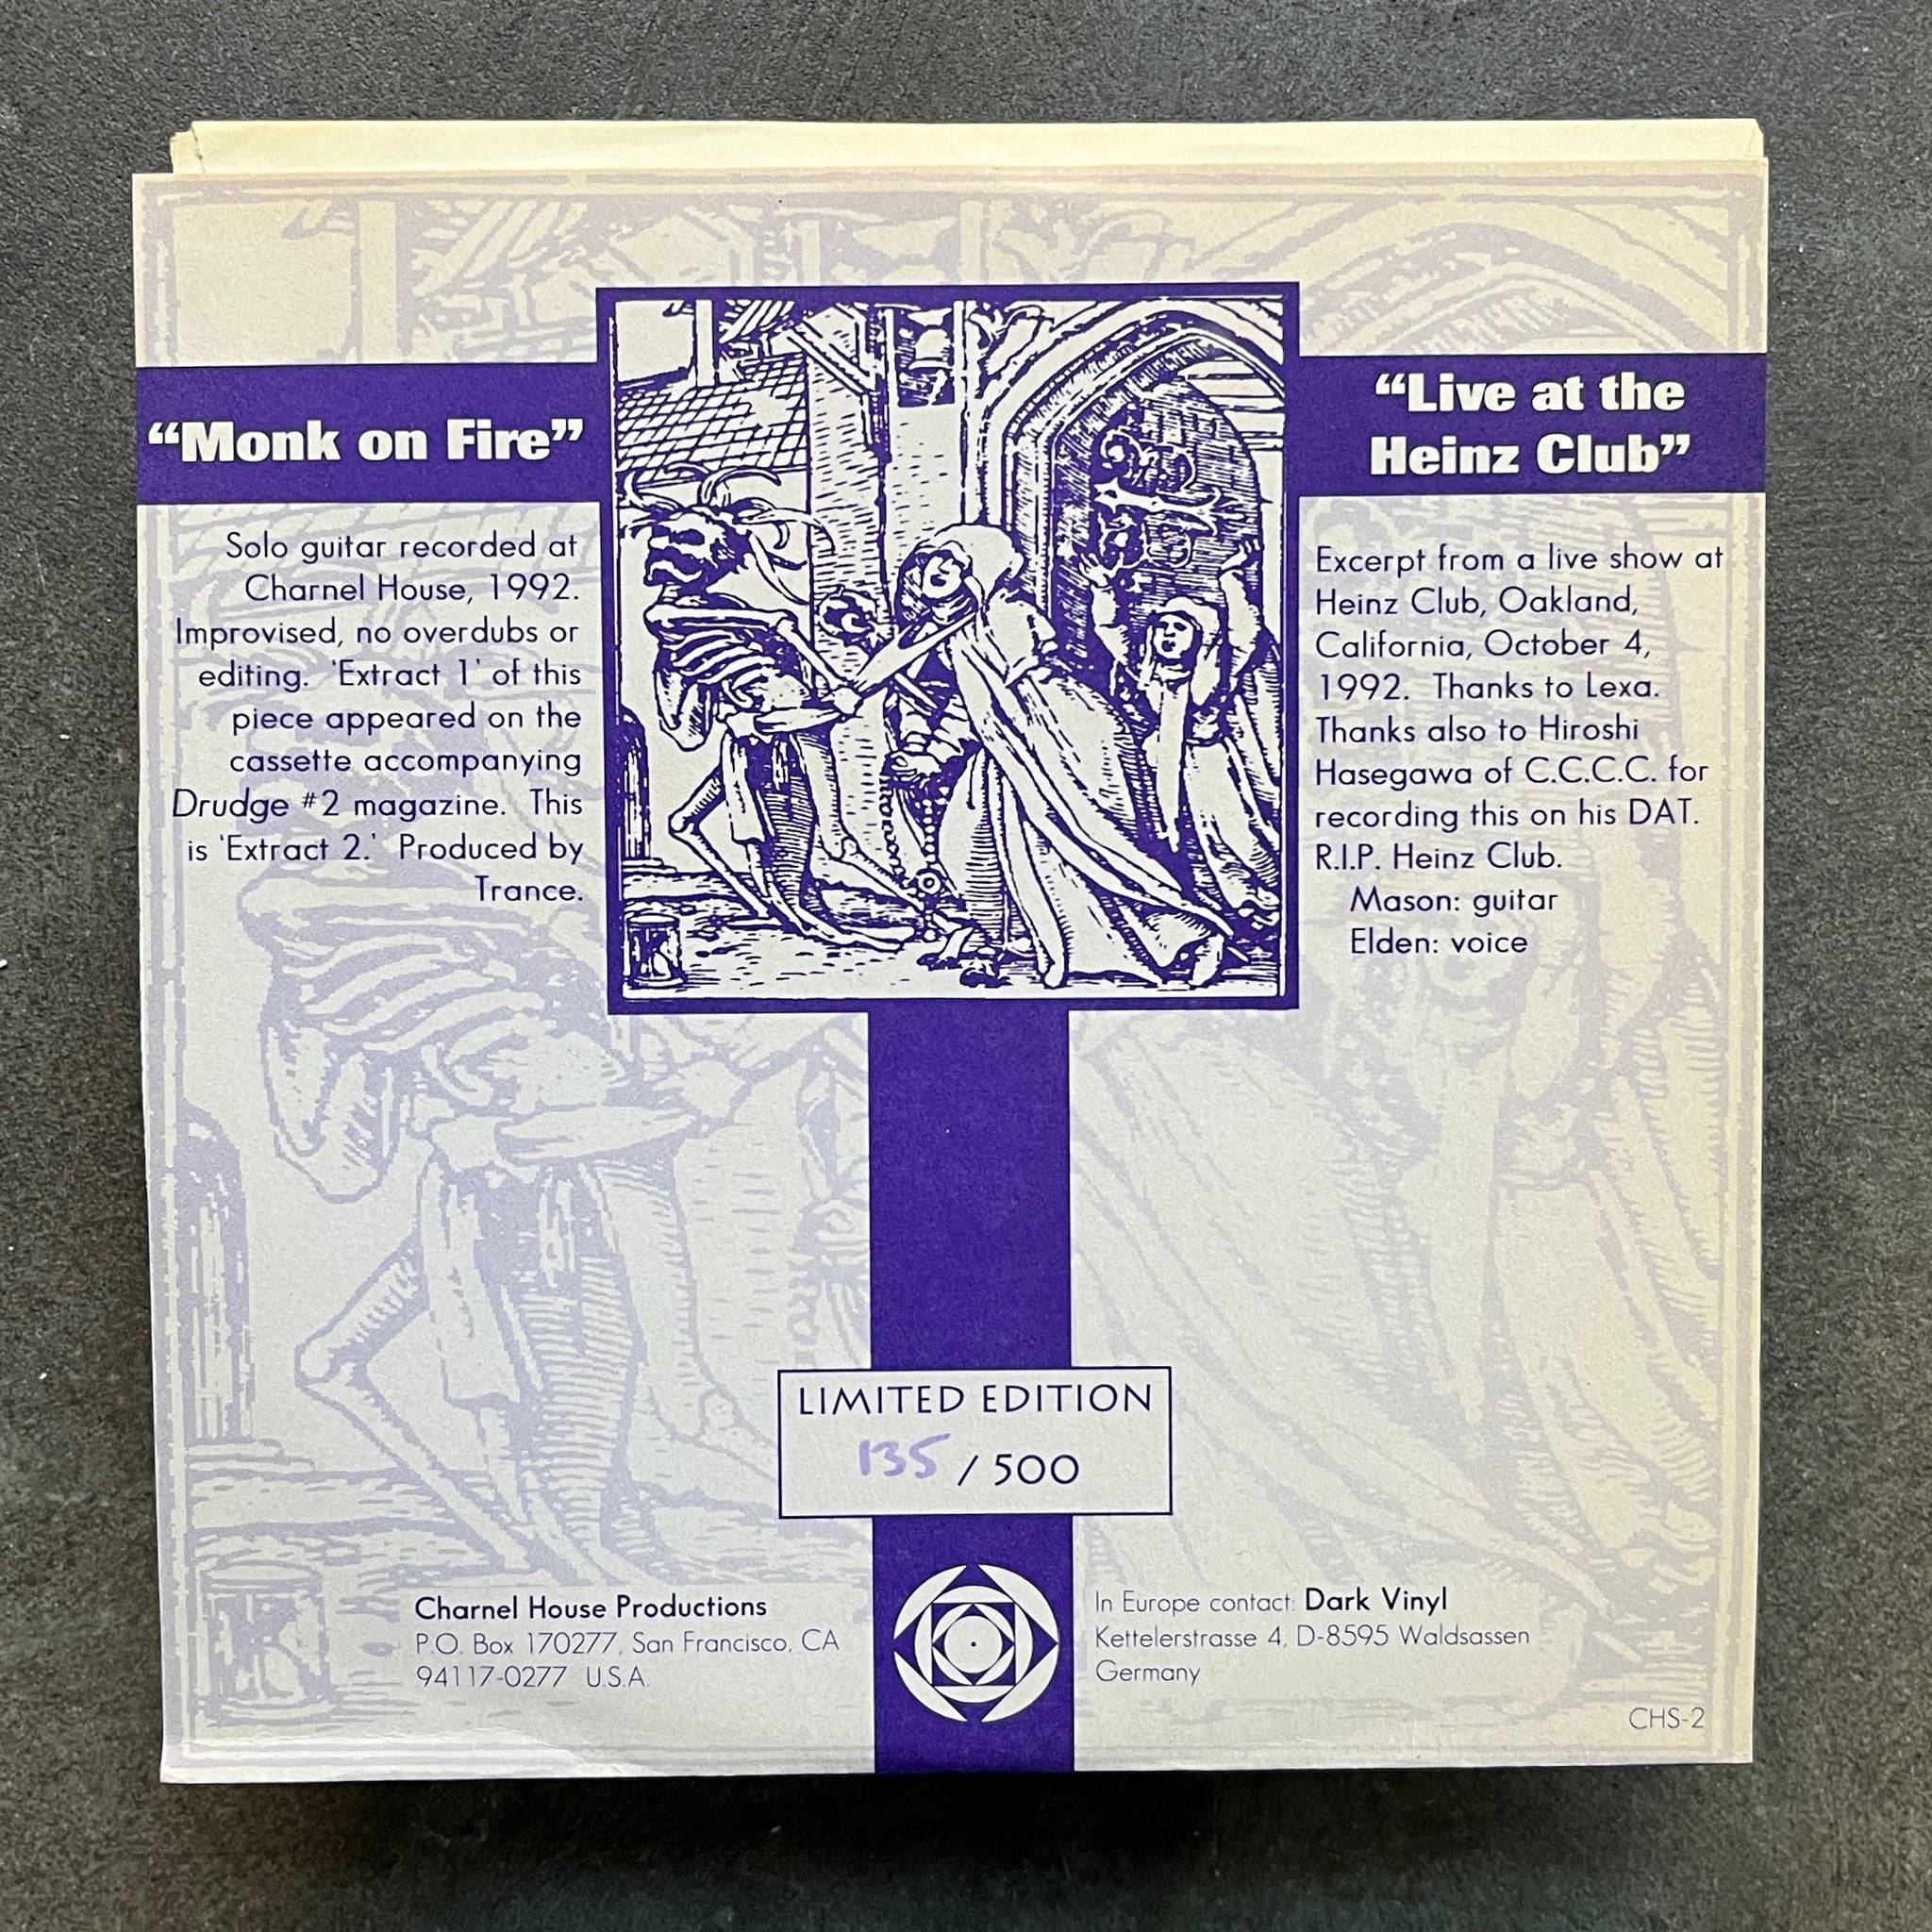 “Monk on Fire”
Solo guitar recorded at
Charnel House, 1992.
Improvised, no overdubs or
editing. ‘Extract 1’ of this
piece appeared on the
cassette accompanying
Drudge #2 magazine. This
is ‘Extract 2.’ Produced by
Trance.
“Live at the
Heinz Club”
Excerpt from a live show at
Heinz Club, Oakland,
California, October 4,
1992. Thanks to Lexa.
Thanks also to Hiroshi
Hasegawa of C.C.C.C. for
recording this on his DAT.
R.I.P. Heinz Club.
Mason: guitar
Elden: voice
LIMITED EDITION
135 / 500
Charnel House Productions
P.O. Box 170277, San Francisco, CA
94117-0277 U.S.A.
In Europe contact: Dark Vinyl
Kettelerstrasse 4, D-8595 Waldsassen
Germany
CHS-2